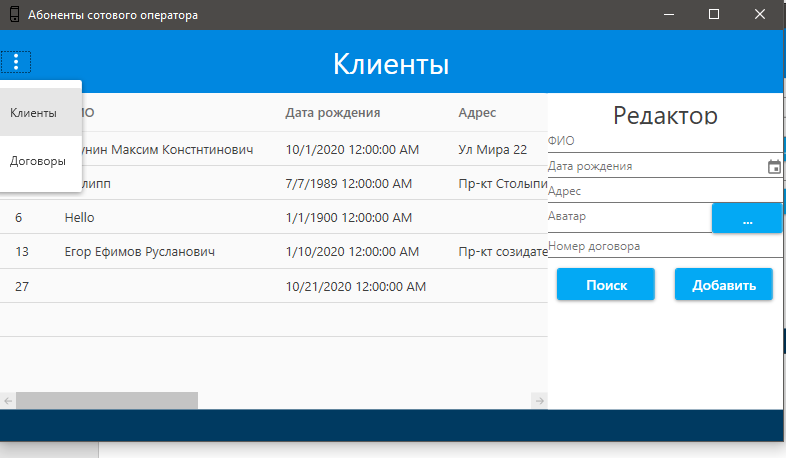 Абоненты сотового оператора
Клиенты
Клиенты
Договоры
Дата рождения
Адрес
Максим Констнтинович
10/1/2020 12:00:00 AM
Ул Мира 22
7/7/1989 12:00:00 AM
Пр-кт Столыпи
6
Hello
1/1/1900 12:00:00 AM
13
Егор Ефимов Русланович
1/10/2020 12:00:00 AM
Пр-кт созидате
27
10/21/2020 12:00:00 AM
Редактор
ФИО
Дата рождения
Адрес
Аватар
...
Номер договора
Поиск
Добавить